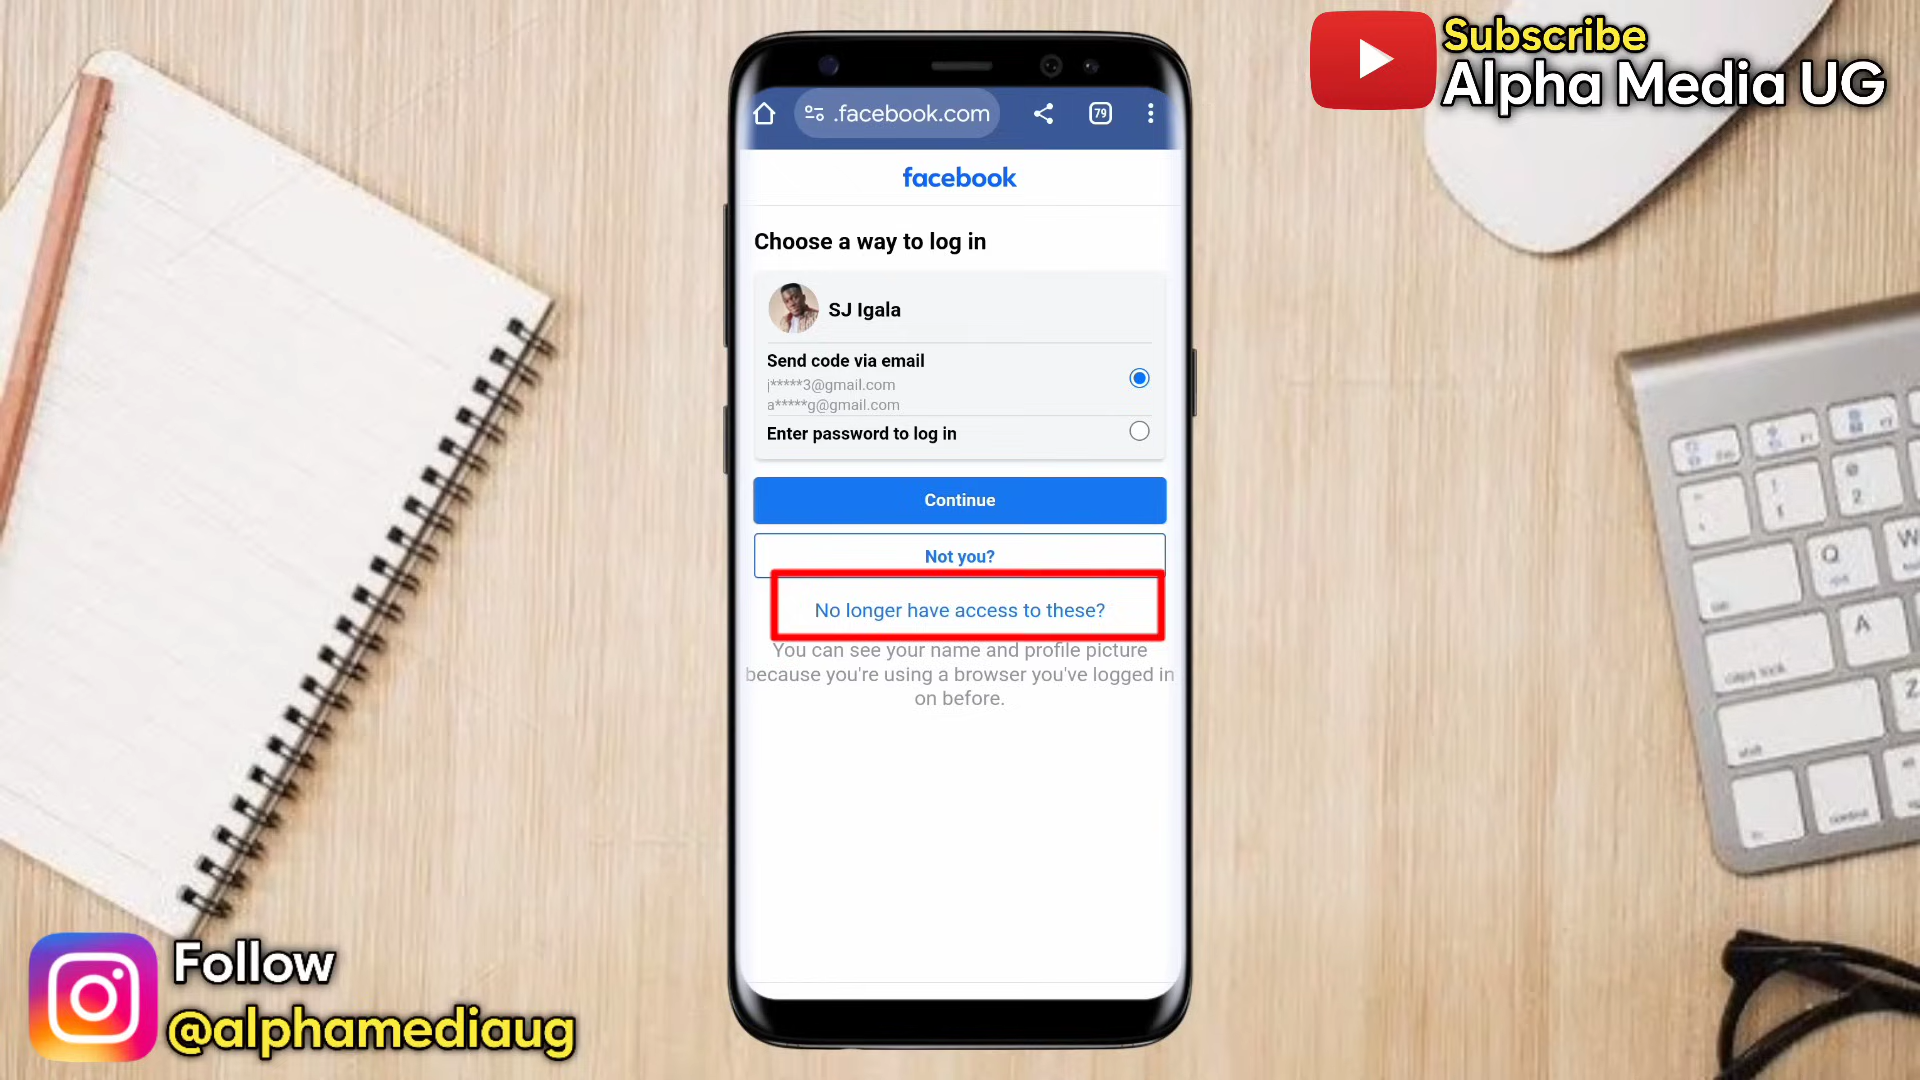 Subscribe
Alpha Media UG
.facebook.com
79
facebook
Choose a way to log in
SJ Igala
Send code via email
j*****3@gmail.com
a*****g@gmail.com
Enter password to log in
Continue
Not you?
No longer have access to these?
You can see your name and profile picture
because you're using a browser you've logged in
on before.
Q
W
A
Z
Follow
@alphamediaug